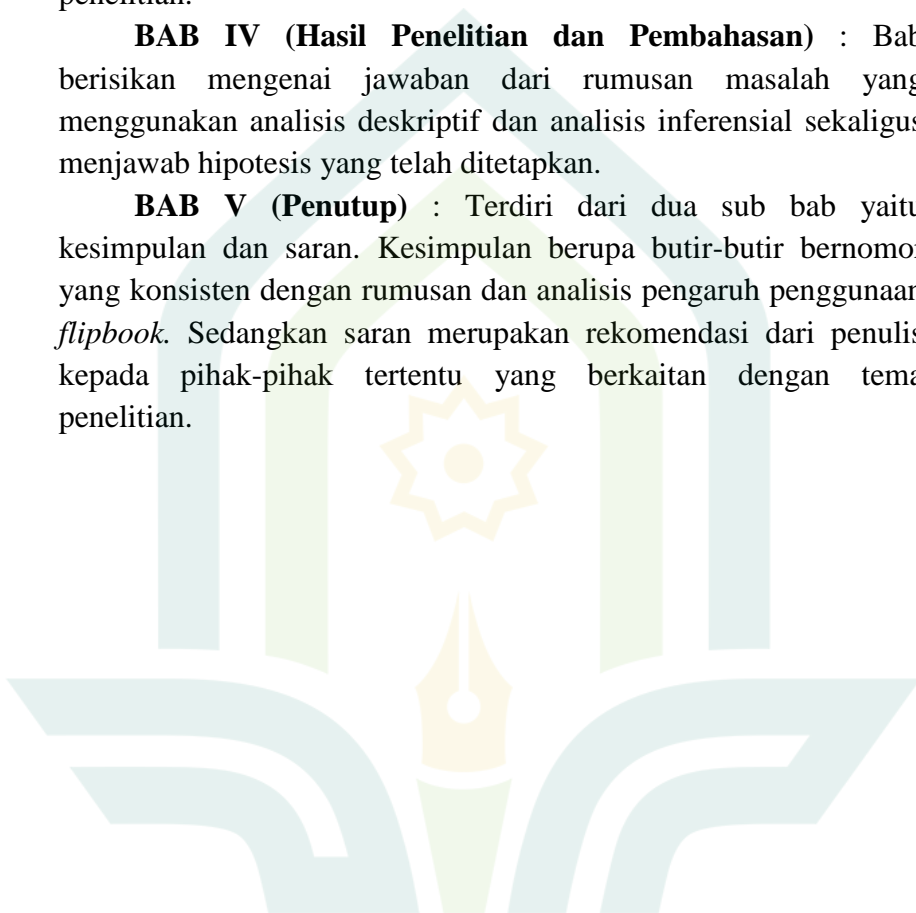 penelitian.
BAB IV (Hasil Penelitian dan Pembahasan) : Bab
berisikan mengenai jawaban dari rumusan masalah yang
menggunakan analisis deskriptif dan analisis inferensial sekaligus
menjawab hipotesis yang telah ditetapkan.
BAB V (Penutup) : Terdiri dari dua sub bab yaitu
kesimpulan dan saran. Kesimpulan berupa butir-butir bernomor
yang konsisten dengan rumusan dan analisis pengaruh penggunaan
flipbook. Sedangkan saran merupakan rekomendasi dari penulis
kepada pihak-pihak tertentu yang berkaitan dengan tema
penelitian.